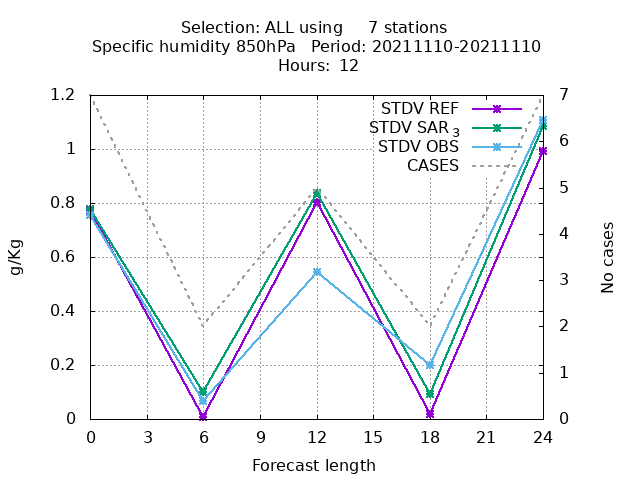 Selection: ALL using 7 stations
Specific humidity 850hPa Period: 20211110-20211110
Hours: 12
STDV REF
STDV SAR 3
STDV OBS
CASES
1.2
1
0.8
0.6
0.4
0.2
0
g/Kg
7
6
5
4
3
2
1
0
No cases
0 3 6 9 12 15 18 21 24
Forecast length